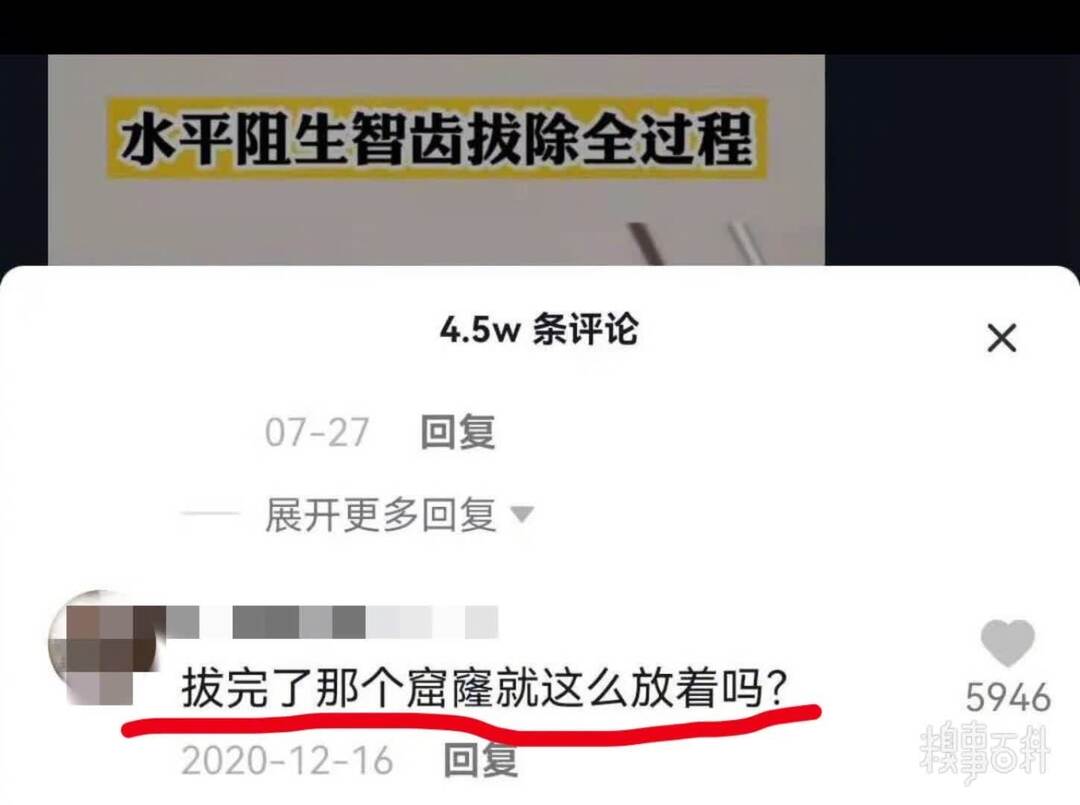 水平阻生智齿拔除全过程
4.5w 条评论
07-27 回复
展开更多回复
拔完了那个窟窿就这么放着吗?
5946
2020-12-16 回复
糗事百科